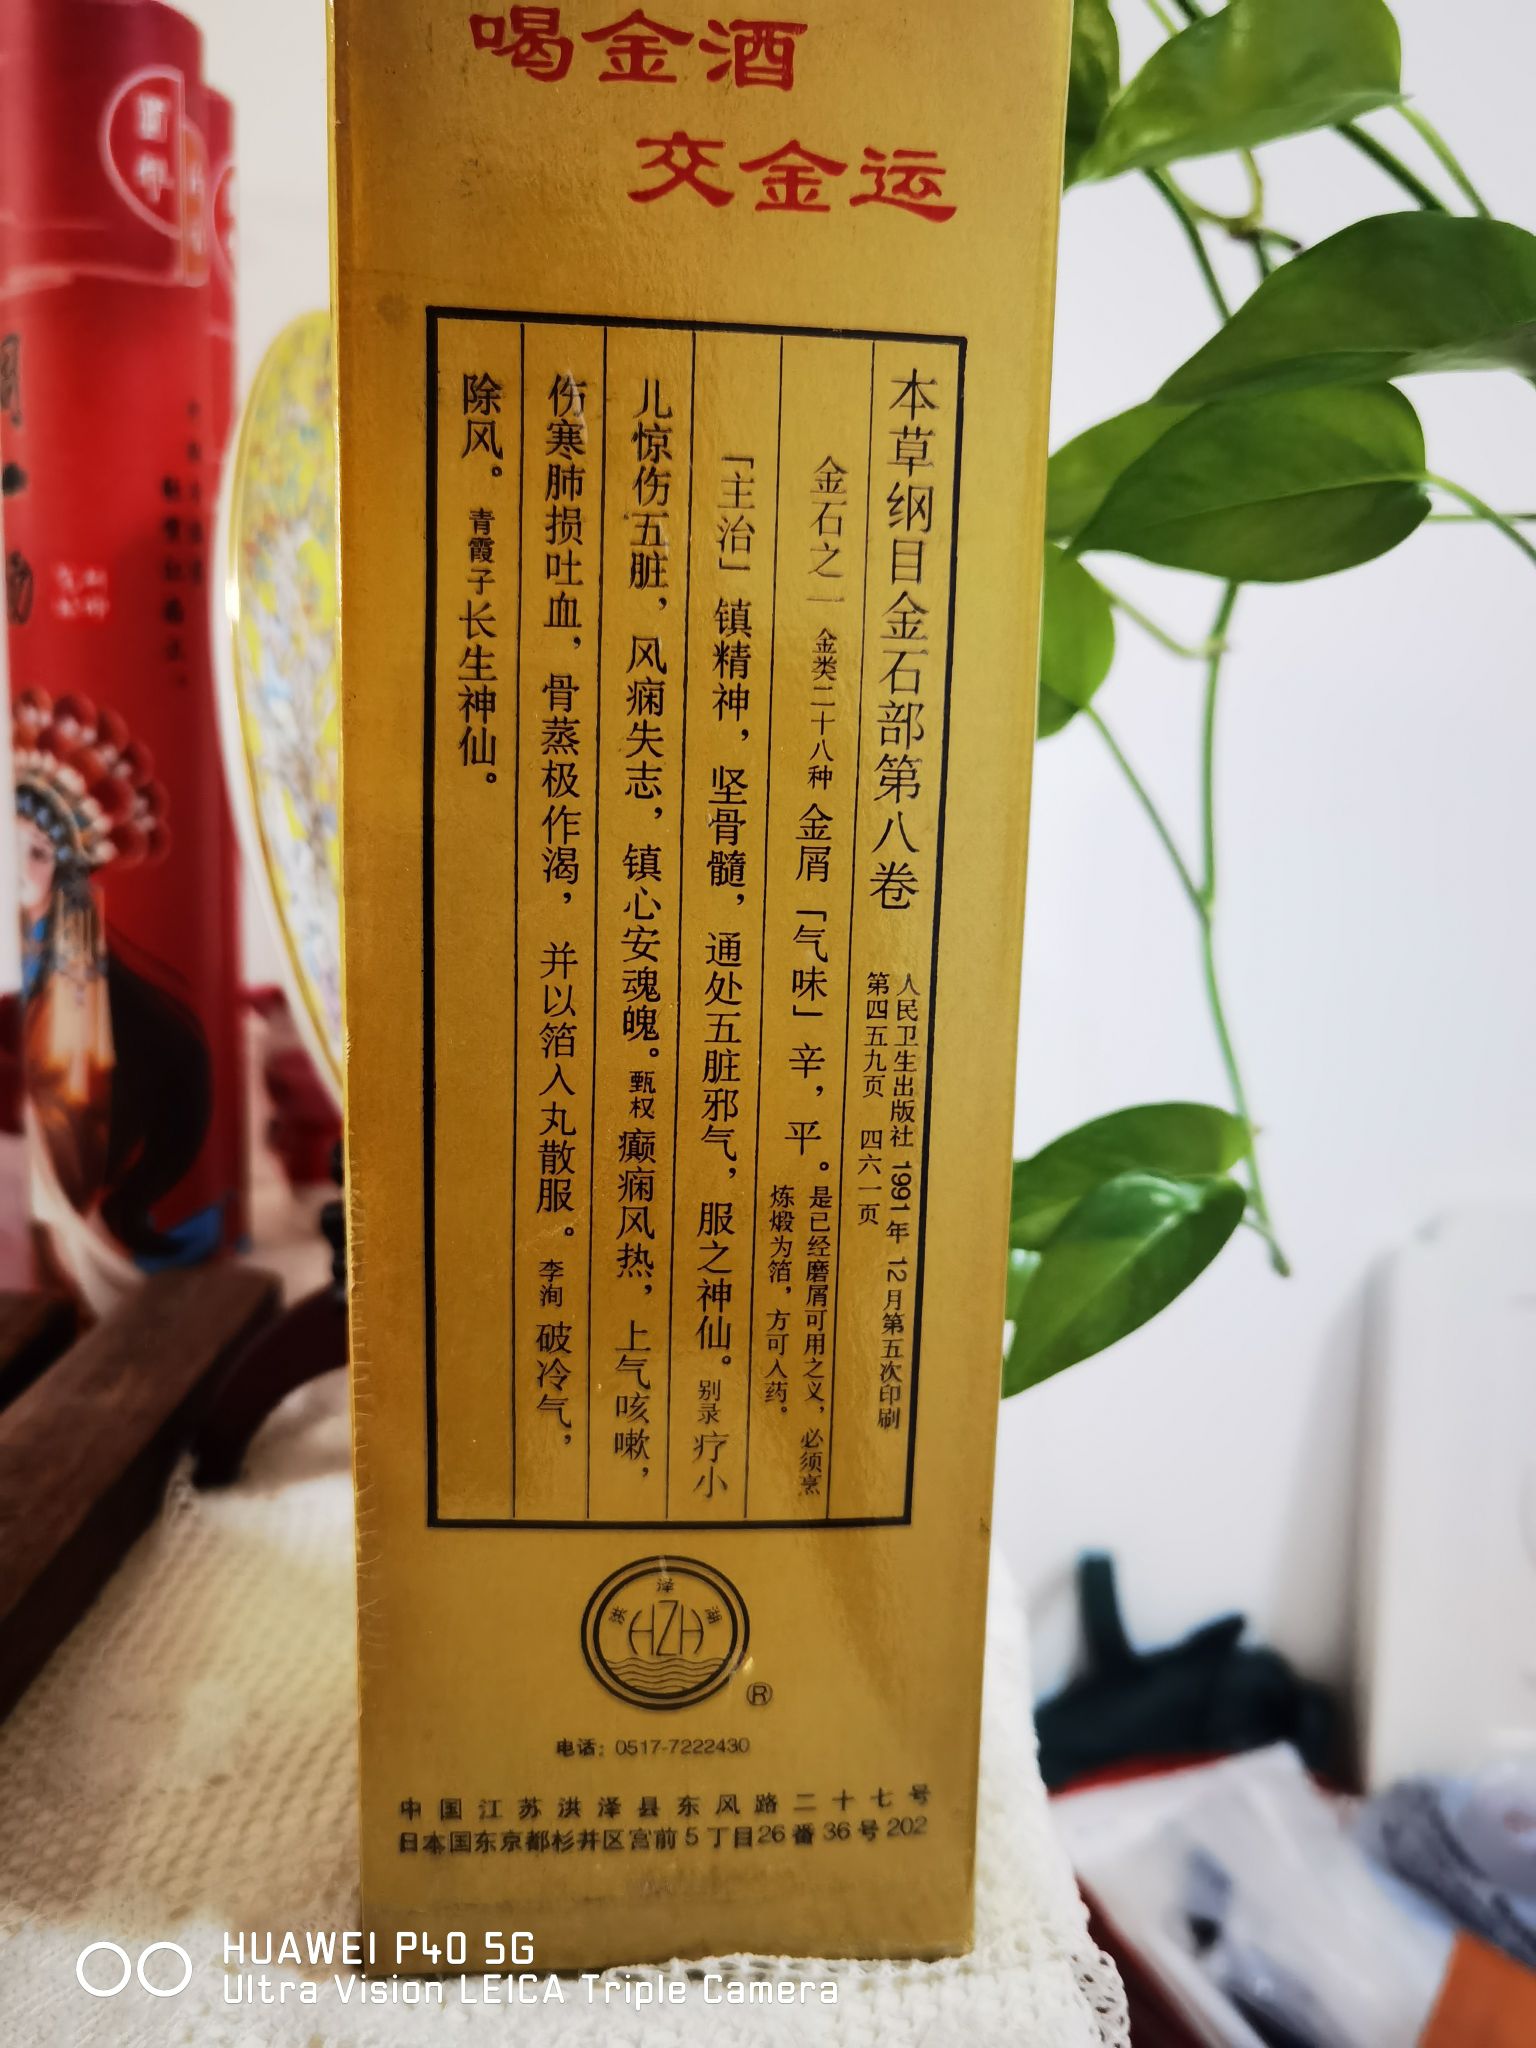 喝金酒
交金运
本草纲目金石部第八卷 人民卫生出版社 1991年 12月第五次印刷
第四五九页 四六一页
金石之一 金类二十八种 金屑「气味」辛，平。是已经磨屑可用之义，必须烹
炼煅为箔，方可入药。
「主治」镇精神，坚骨髓，通处五脏邪气，服之神仙。别录 疗小
儿惊伤五脏，风痫失志，镇心安魂魄。甄权 癫痫风热，上气咳嗽，
伤寒肺损吐血，骨蒸极作渴，并以箔入丸散服。李洵 破冷气，
除风。青霞子 长生神仙。
洪泽湖
HZH
®
电话：0517-7222430
中国江苏洪泽县东风路二十七号
日本国东京都杉井区宫前5丁目26番36号202
HUAWEI P40 5G
Ultra Vision LEICA Triple Camera